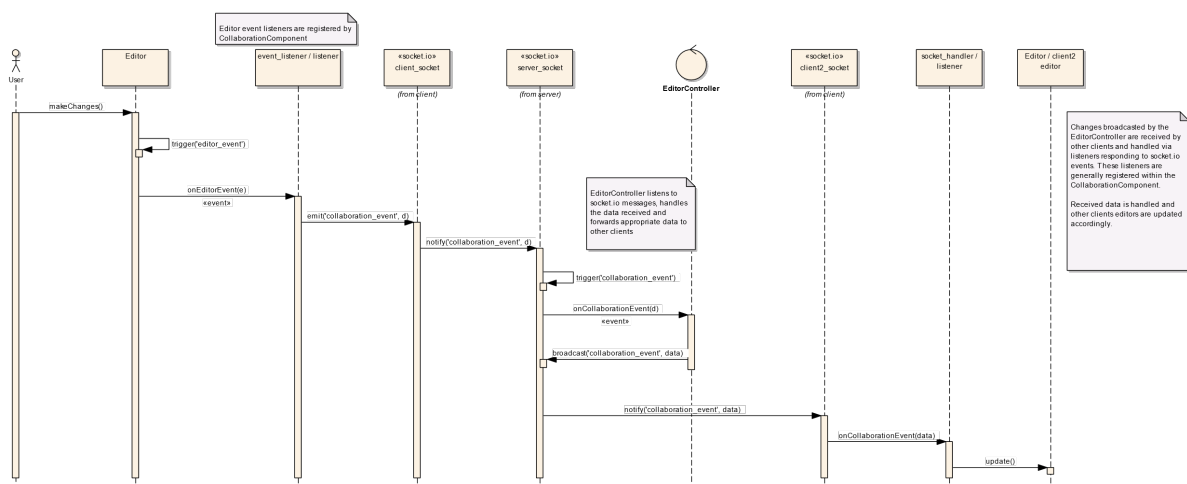 Editor event listeners are registered by
CollaborationComponent
User
Editor
event_listener / listener
«socket.io»
client_socket
(from client)
«socket.io»
server_socket
(from server)
EditorController
«socket.io»
client2_socket
(from client)
socket_handler /
listener
Editor / client2
editor
makeChanges()
trigger('editor_event')
onEditorEvent(e)
«event»
emit('collaboration_event', d)
notify('collaboration_event', d)
EditorController listens to
socket.io messages, handles
the data received and
forwards appropriate data to
other clients
Changes broadcasted by the
EditorController are received by
other clients and handled via
listeners responding to socket.io
events. These listeners are
generally registered within the
CollaborationComponent.
Received data is handled and
other clients editors are updated
accordingly.
trigger('collaboration_event')
onCollaborationEvent(d)
«event»
broadcast('collaboration_event', data)
notify('collaboration_event', data)
onCollaborationEvent(data)
update()